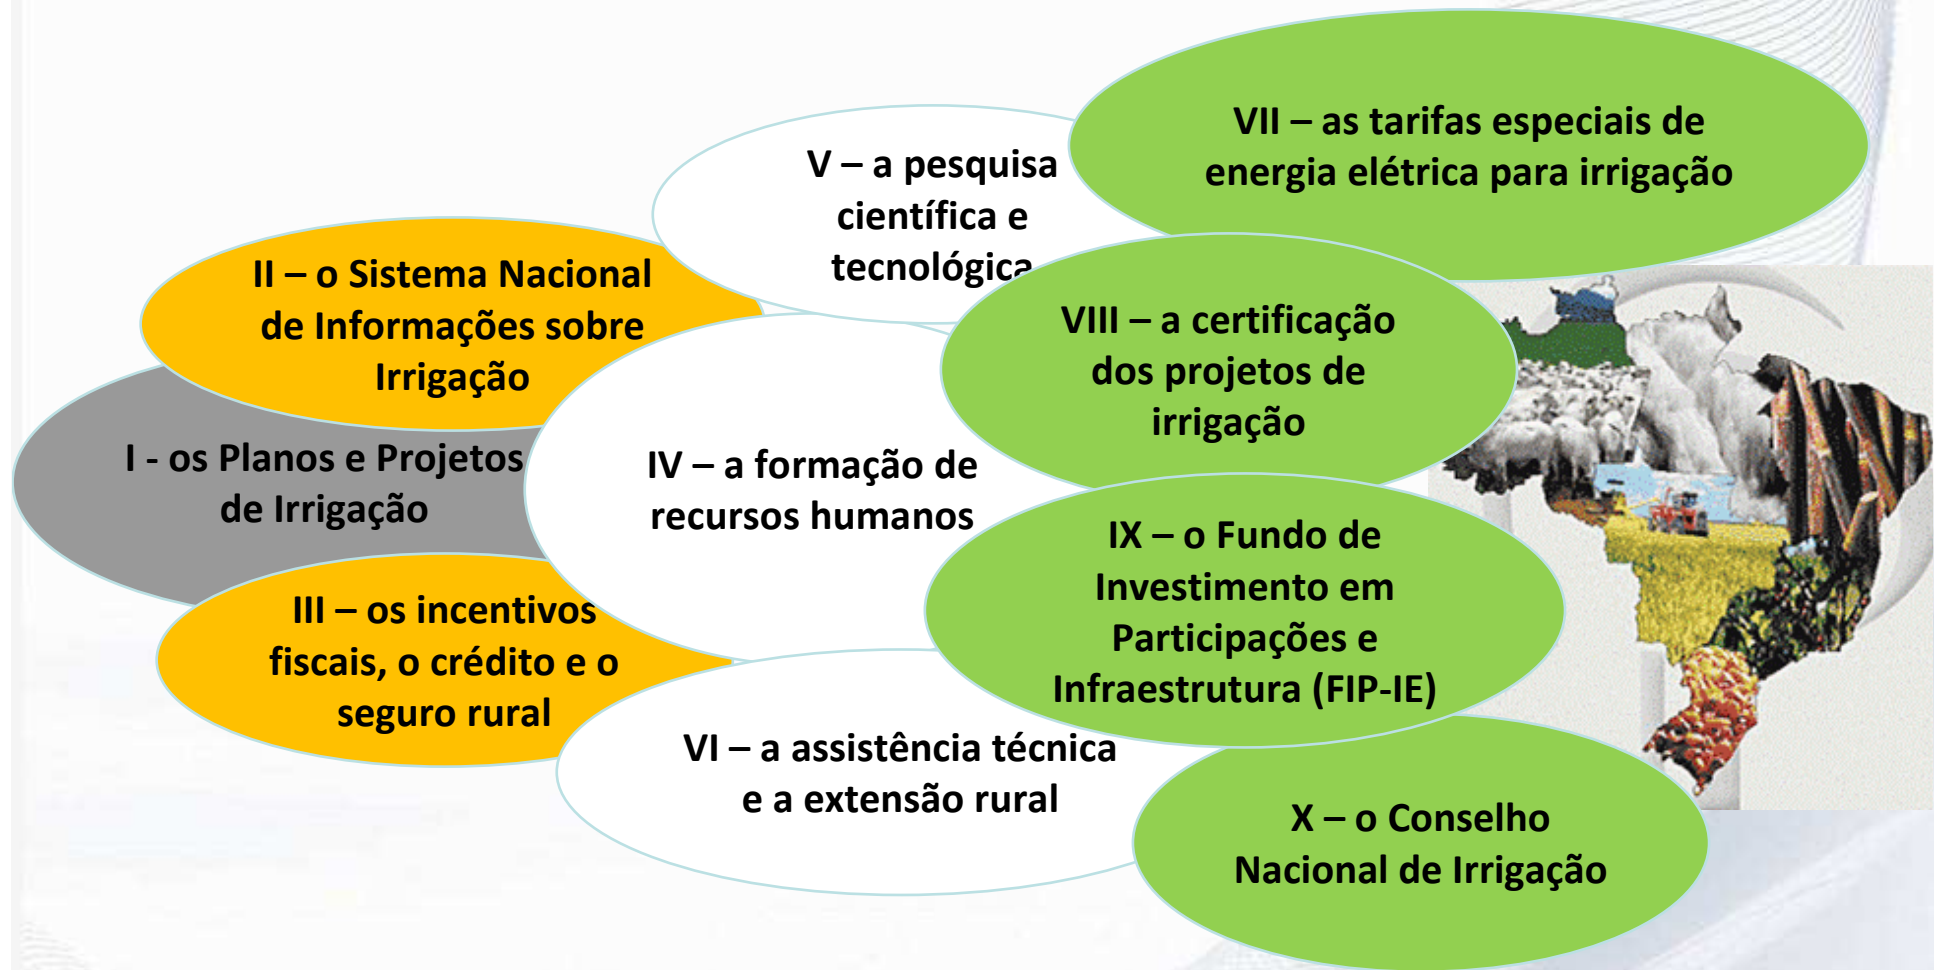 I - os Planos e Projetos
de Irrigação
II – o Sistema Nacional
de Informações sobre
Irrigação
III – os incentivos
fiscais, o crédito e o
seguro rural
IV – a formação de
recursos humanos
V – a pesquisa
científica e
tecnológica
VI – a assistência técnica
e a extensão rural
VII – as tarifas especiais de
energia elétrica para irrigação
VIII – a certificação
dos projetos de
irrigação
IX – o Fundo de
Investimento em
Participações e
Infraestrutura (FIP-IE)
X – o Conselho
Nacional de Irrigação